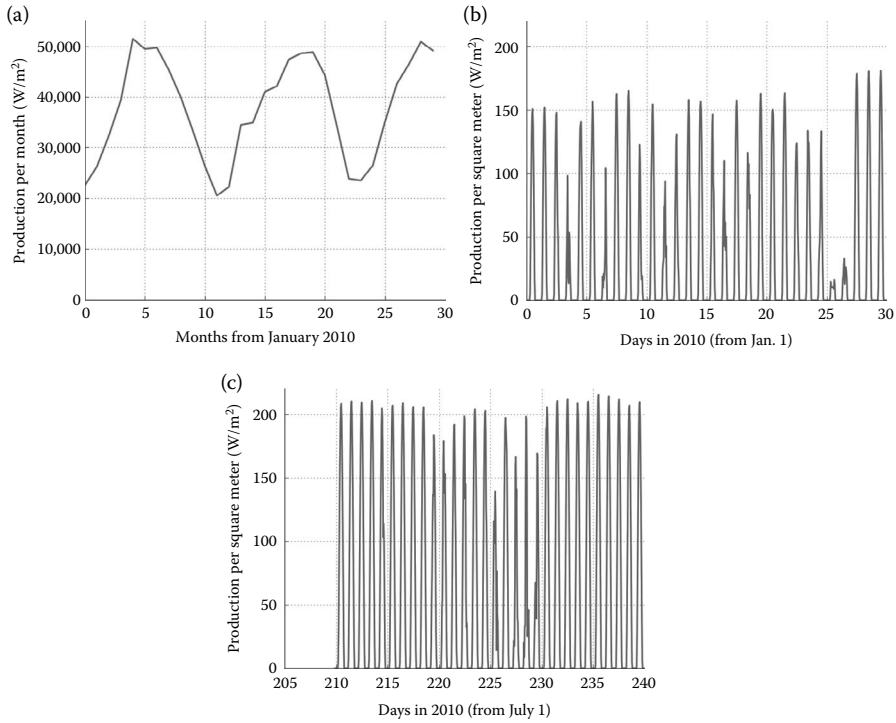 (a)
50,000
40,000
30,000
20,000
10,000
0
Production per month (W/m²)
0 5 10 15 20 25 30
Months from January 2010
(b)
200
150
100
50
0
Production per square meter (W/m²)
0 5 10 15 20 25 30
Days in 2010 (from Jan. 1)
(c)
200
150
100
50
0
Production per square meter (W/m²)
205 210 215 220 225 230 235 240
Days in 2010 (from July 1)